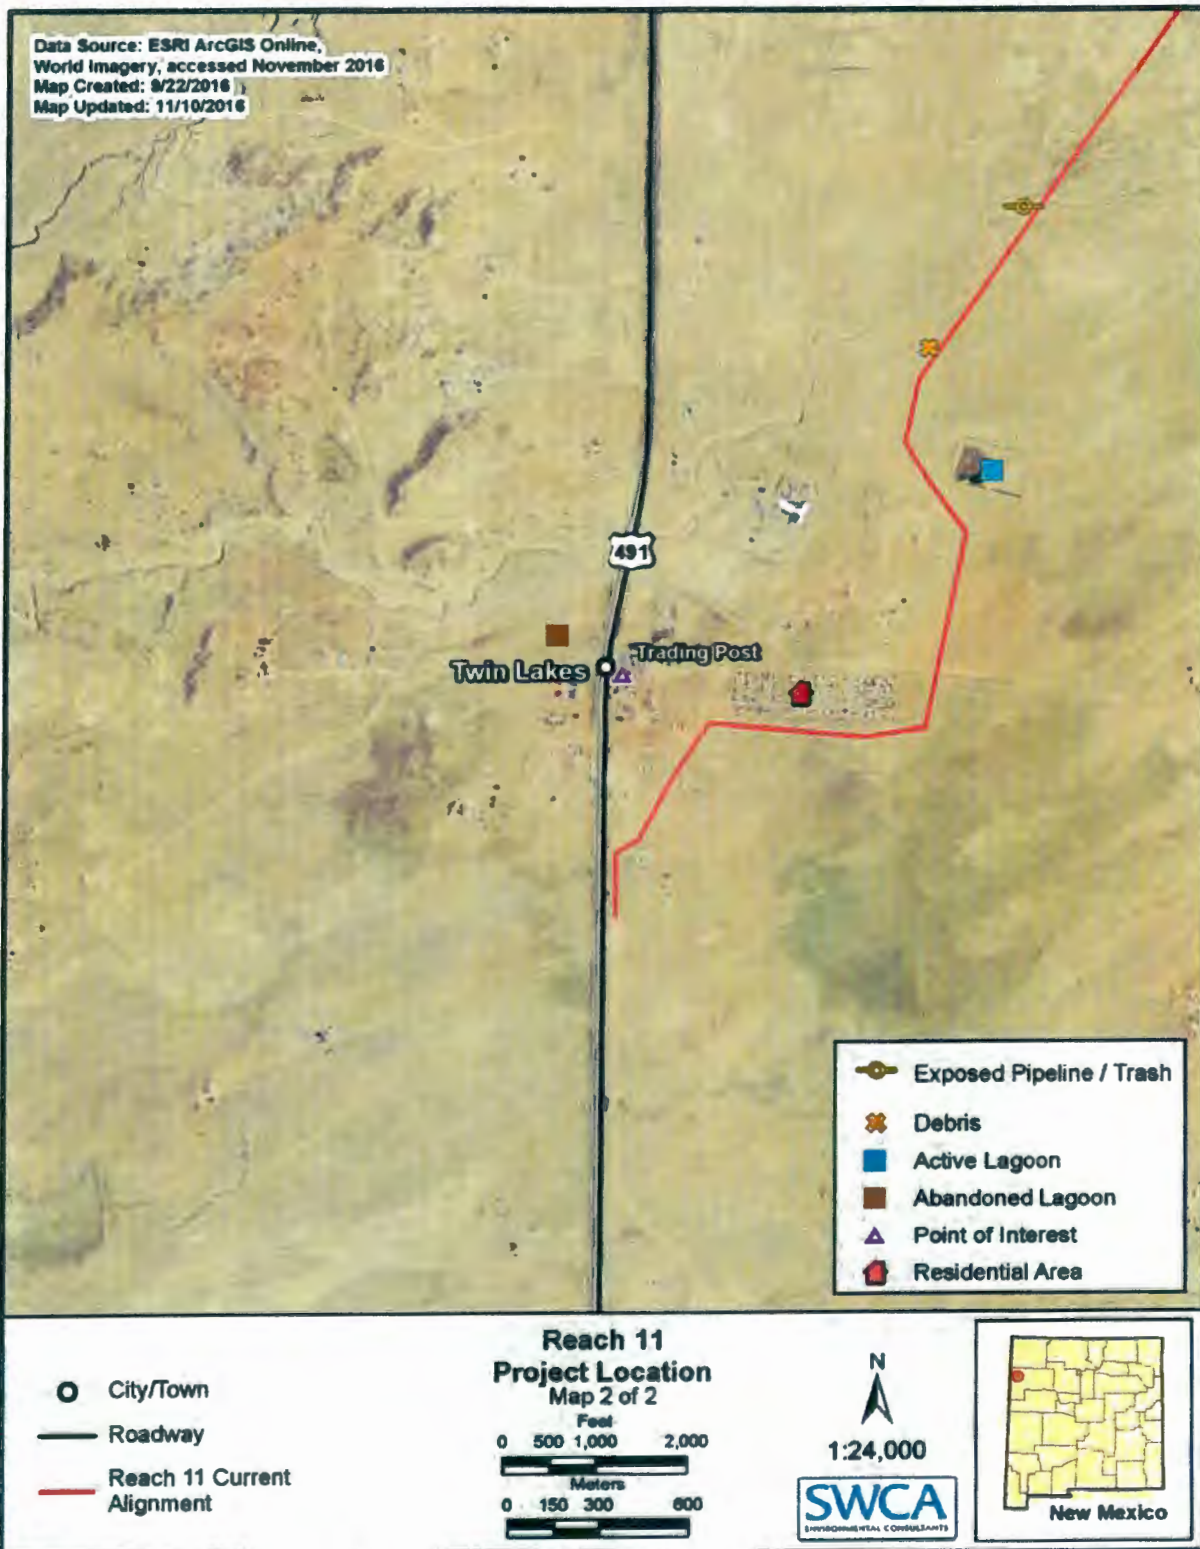 Data Source: ESRI ArcGIS Online,
World Imagery, accessed November 2016
Map Created: 9/22/2016
Map Updated: 11/10/2016
491
Trading Post
Twin Lakes
Exposed Pipeline / Trash
Debris
Active Lagoon
Abandoned Lagoon
Point of Interest
Residential Area
City/Town
Roadway
Reach 11 Current
Alignment
Reach 11
Project Location
Map 2 of 2
Feet
0 500 1,000 2,000
Meters
0 150 300 600
N
1:24,000
SWCA
ENVIRONMENTAL CONSULTANTS
New Mexico